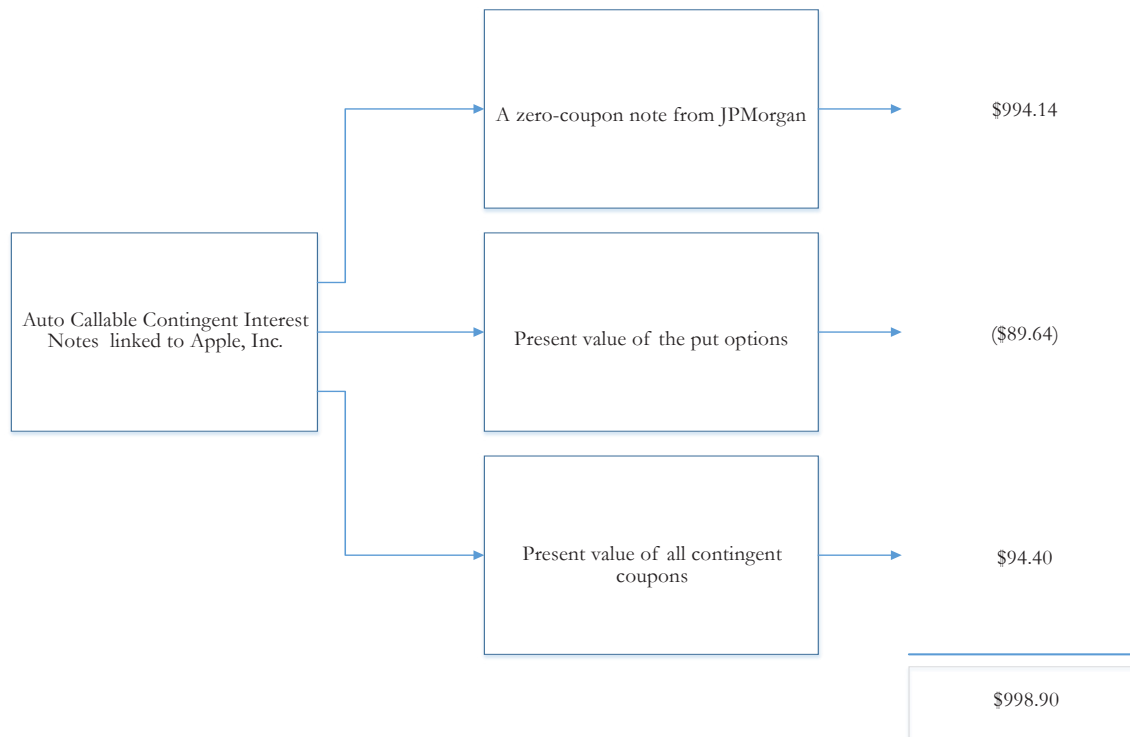 A zero-coupon note from JPMorgan
$994.14
Auto Callable Contingent Interest
Notes linked to Apple, Inc.
Present value of the put options
($89.64)
Present value of all contingent
coupons
$94.40
$998.90